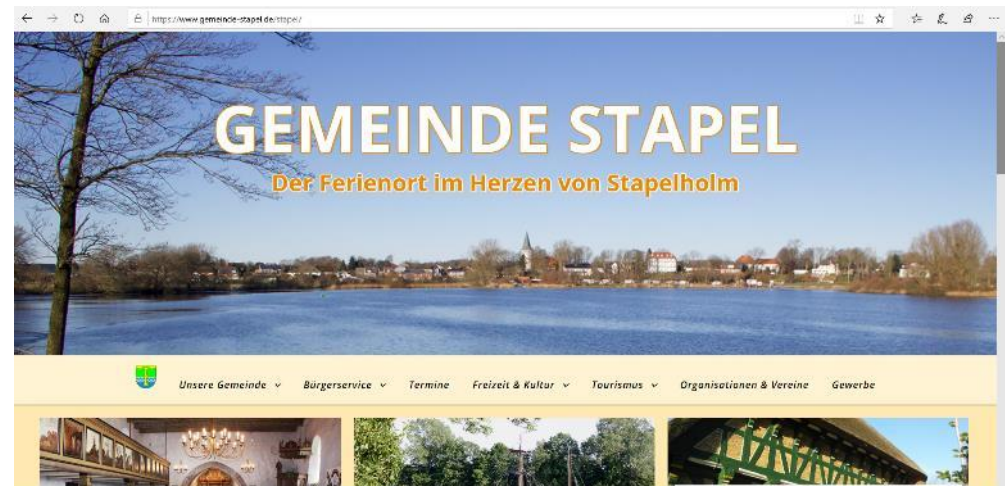 https://www.gemeinde-stapel.de/stapel/
GEMEINDE STAPEL
Der Ferienort im Herzen von Stapelholm
Unsere Gemeinde Bürgerservice Termine Freizeit & Kultur Tourismus Organisationen & Vereine Gewerbe